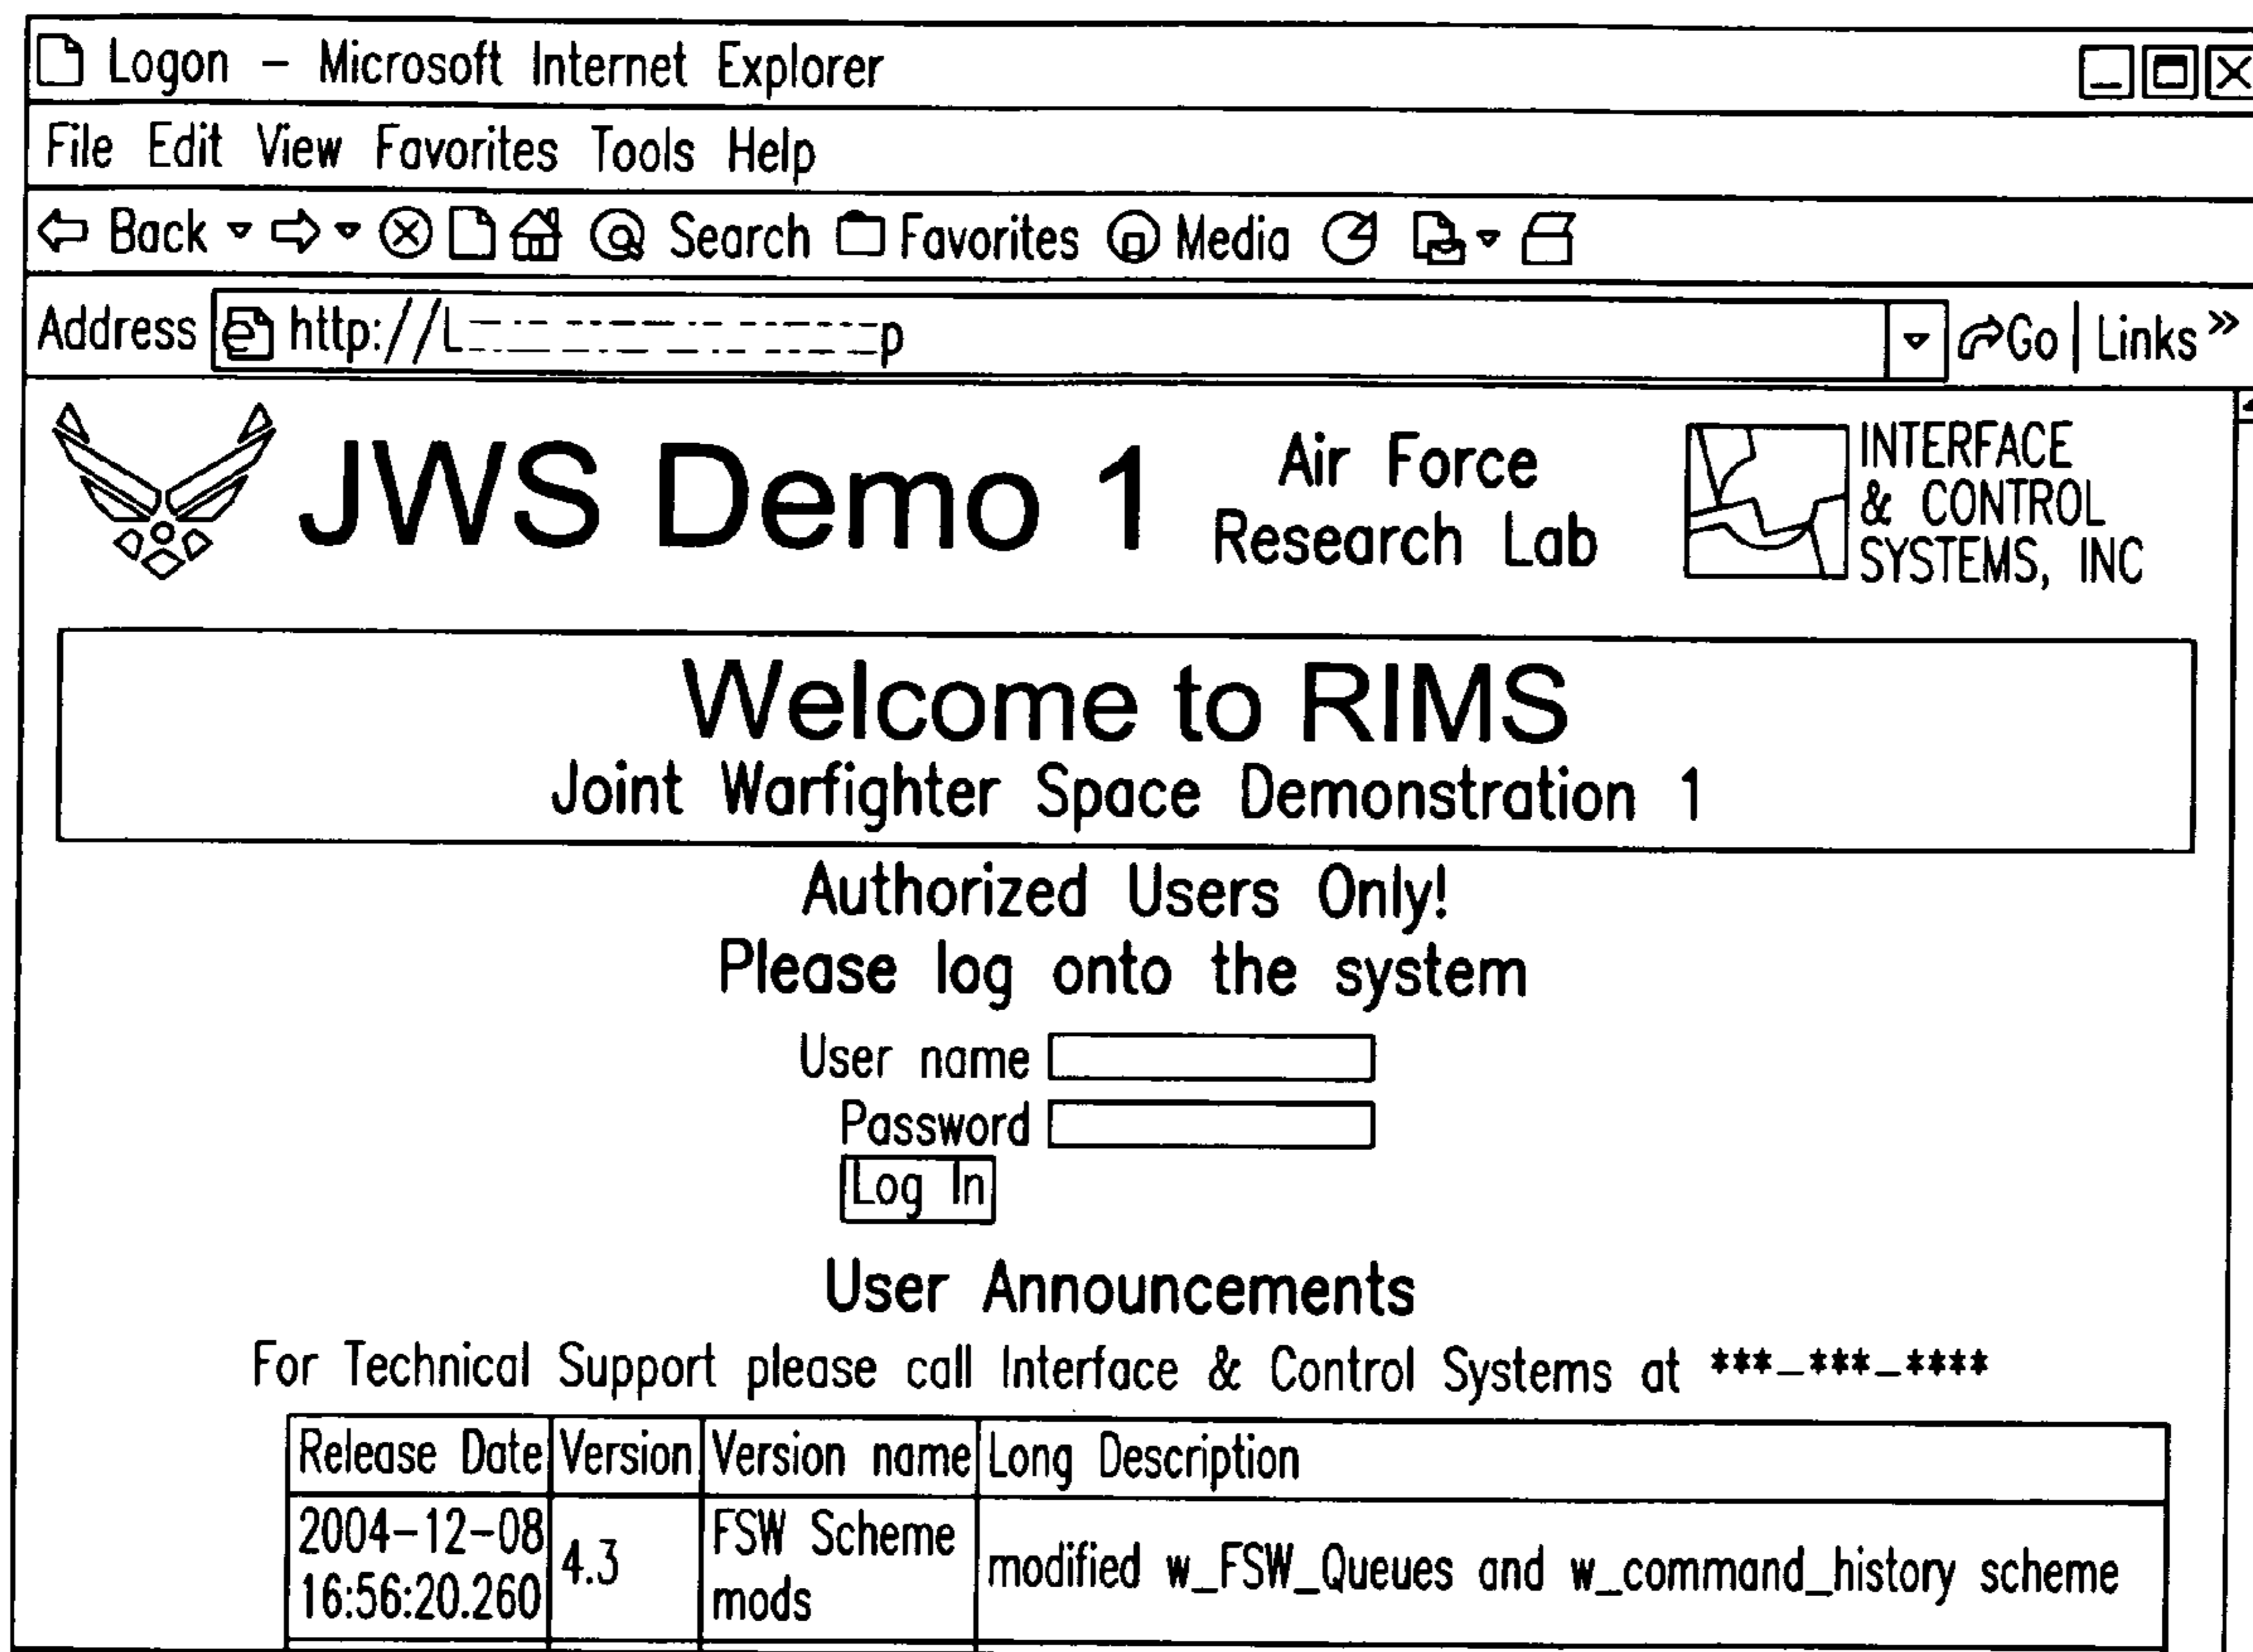 Logon – Microsoft Internet Explorer
File Edit View Favorites Tools Help
Back Search Favorites Media
Address http://L p Go Links »
JWS Demo 1
Air Force
Research Lab
INTERFACE
& CONTROL
SYSTEMS, INC
Welcome to RIMS
Joint Warfighter Space Demonstration 1
Authorized Users Only!
Please log onto the system
User name
Password
Log In
User Announcements
For Technical Support please call Interface & Control Systems at ***-***-****
Release Date Version Version name Long Description
2004-12-08
16:56:20.260
4.3
FSW Scheme
mods
modified w_FSW_Queues and w_command_history scheme